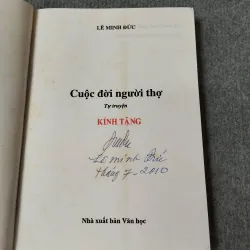 LÊ MINH ĐỨC
Cuộc đời người thợ
Tự truyện
KÍNH TẶNG
Lê Minh Đức
tháng 7-2010
Nhà xuất bản Văn học